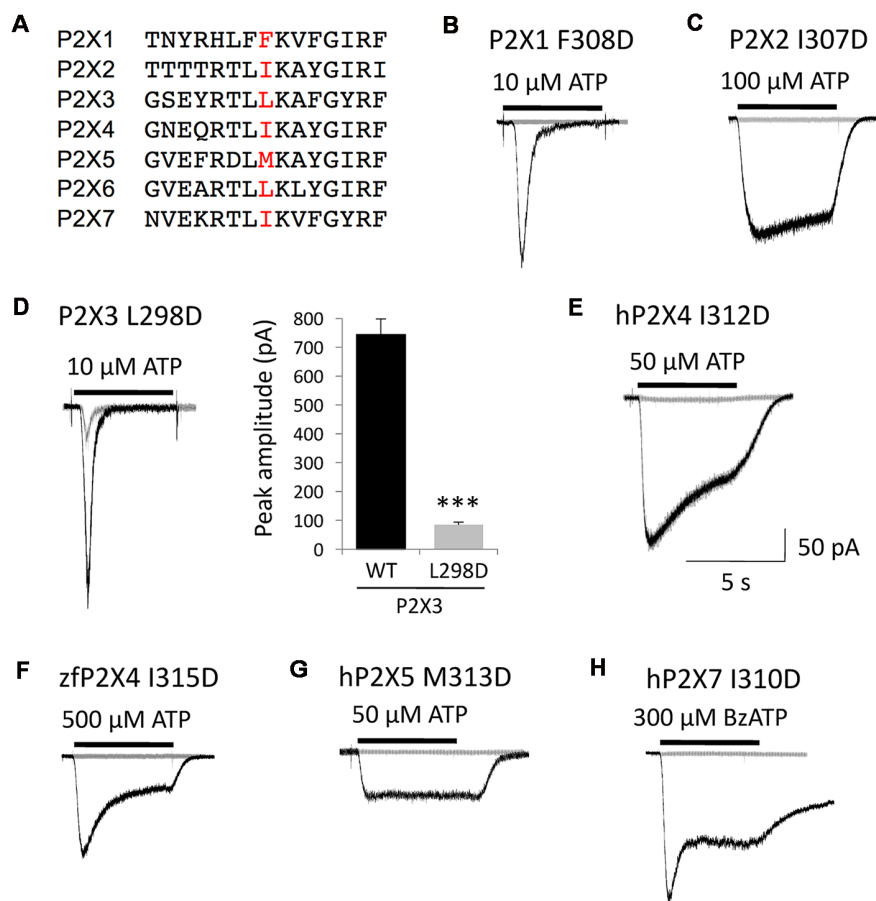 A
P2X1 TNYRHLFFKVFGIRF
P2X2 TTTTRTLIKAYGIRI
P2X3 GSEYRTLLKAFGYRF
P2X4 GNEQRTLIKAYGIRF
P2X5 GVEFRDLMKAYGIRF
P2X6 GVEARTLLKLYGIRF
P2X7 NVEKRTLIKVFGYRF
B
P2X1 F308D
10 μM ATP
C
P2X2 I307D
100 μM ATP
D
P2X3 L298D
10 μM ATP
Peak amplitude (pA)
800
700
600
500
400
300
200
100
0
***
WT L298D
P2X3
E
hP2X4 I312D
50 μM ATP
50 pA
5 s
F
zfP2X4 I315D
500 μM ATP
G
hP2X5 M313D
50 μM ATP
H
hP2X7 I310D
300 μM BzATP